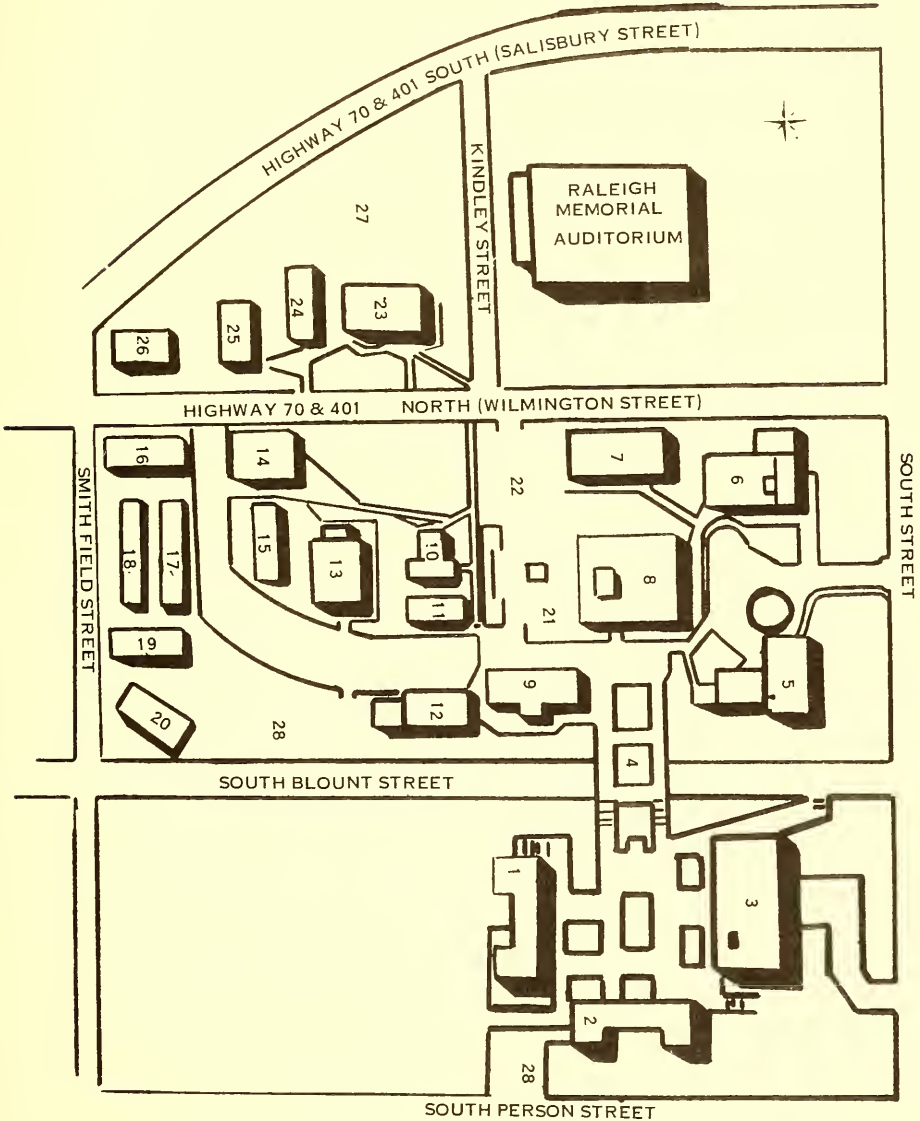 HIGHWAY 70 & 401 SOUTH (SALISBURY STREET)
KINDLEY STREET
RALEIGH
MEMORIAL
AUDITORIUM
27
24
23
25
26
HIGHWAY 70 & 401 NORTH (WILMINGTON STREET)
SOUTH STREET
SMITH FIELD STREET
16
14
7
6
22
18
17
15
13
10
8
11
21
19
9
5
20
12
28
4
SOUTH BLOUNT STREET
1
3
2
28
SOUTH PERSON STREET